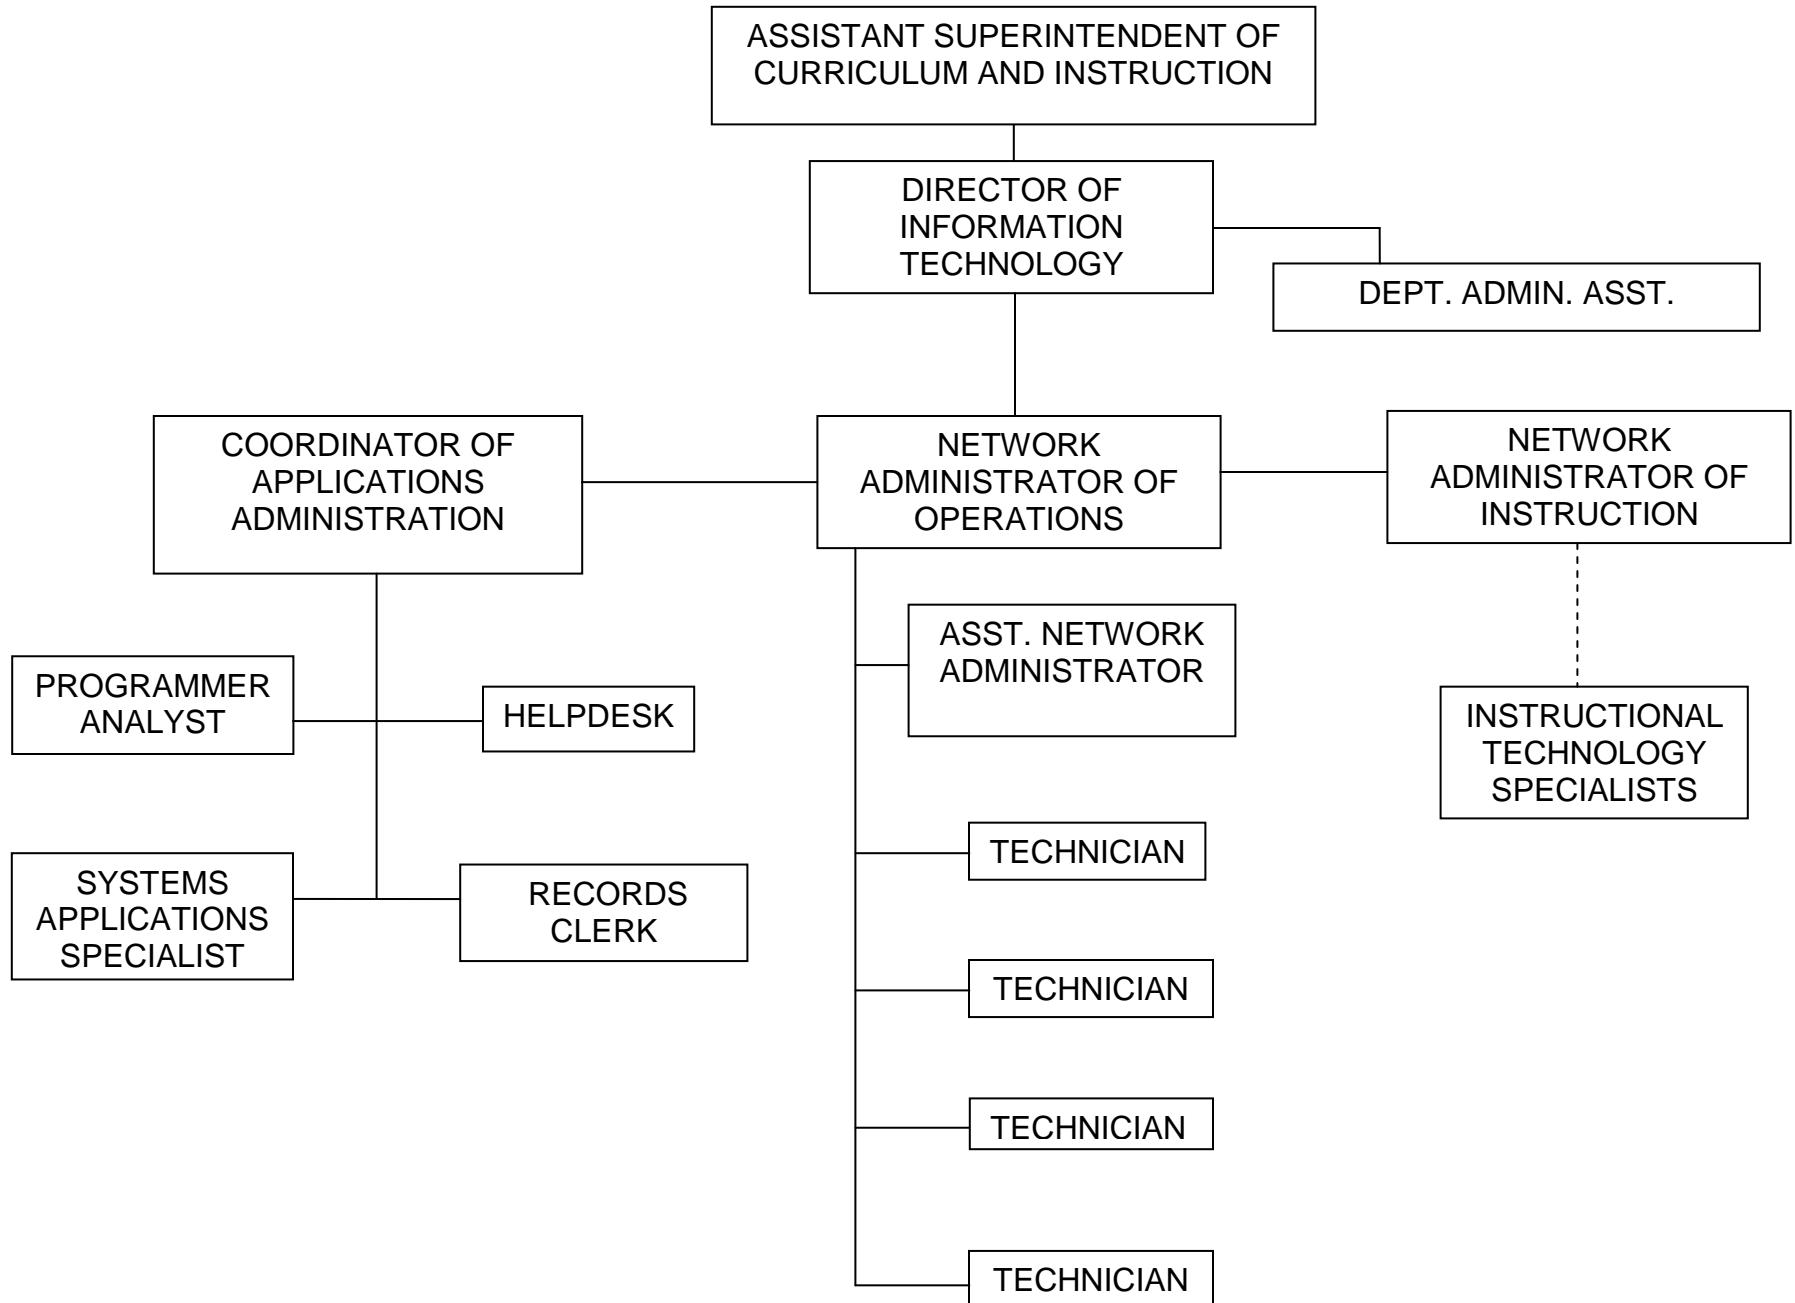 ASSISTANT SUPERINTENDENT OF
CURRICULUM AND INSTRUCTION
DIRECTOR OF
INFORMATION
TECHNOLOGY
DEPT. ADMIN. ASST.
COORDINATOR OF
APPLICATIONS
ADMINISTRATION
NETWORK
ADMINISTRATOR OF
OPERATIONS
NETWORK
ADMINISTRATOR OF
INSTRUCTION
PROGRAMMER
ANALYST
HELPDESK
SYSTEMS
APPLICATIONS
SPECIALIST
RECORDS
CLERK
ASST. NETWORK
ADMINISTRATOR
TECHNICIAN
TECHNICIAN
TECHNICIAN
TECHNICIAN
INSTRUCTIONAL
TECHNOLOGY
SPECIALISTS